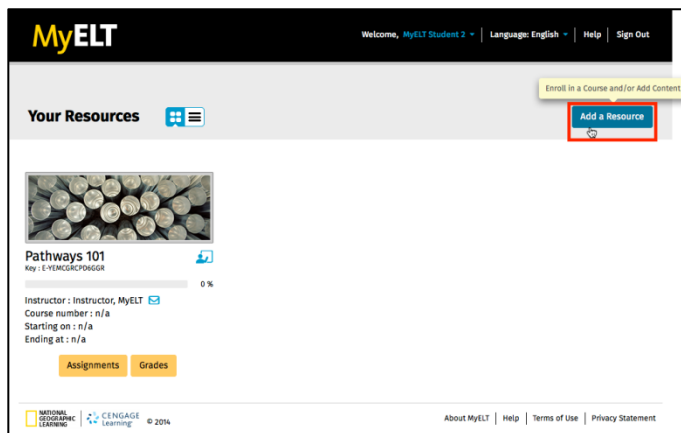 MyELT
Welcome, MyELT Student 2 | Language: English | Help | Sign Out
Enroll in a Course and/or Add Content
Your Resources
Add a Resource
Pathways 101
Key : E-YEMCGRCPD6GGR
0 %
Instructor : Instructor, MyELT
Course number : n/a
Starting on : n/a
Ending at : n/a
Assignments Grades
NATIONAL
GEOGRAPHIC
LEARNING
CENGAGE
Learning
© 2014
About MyELT | Help | Terms of Use | Privacy Statement